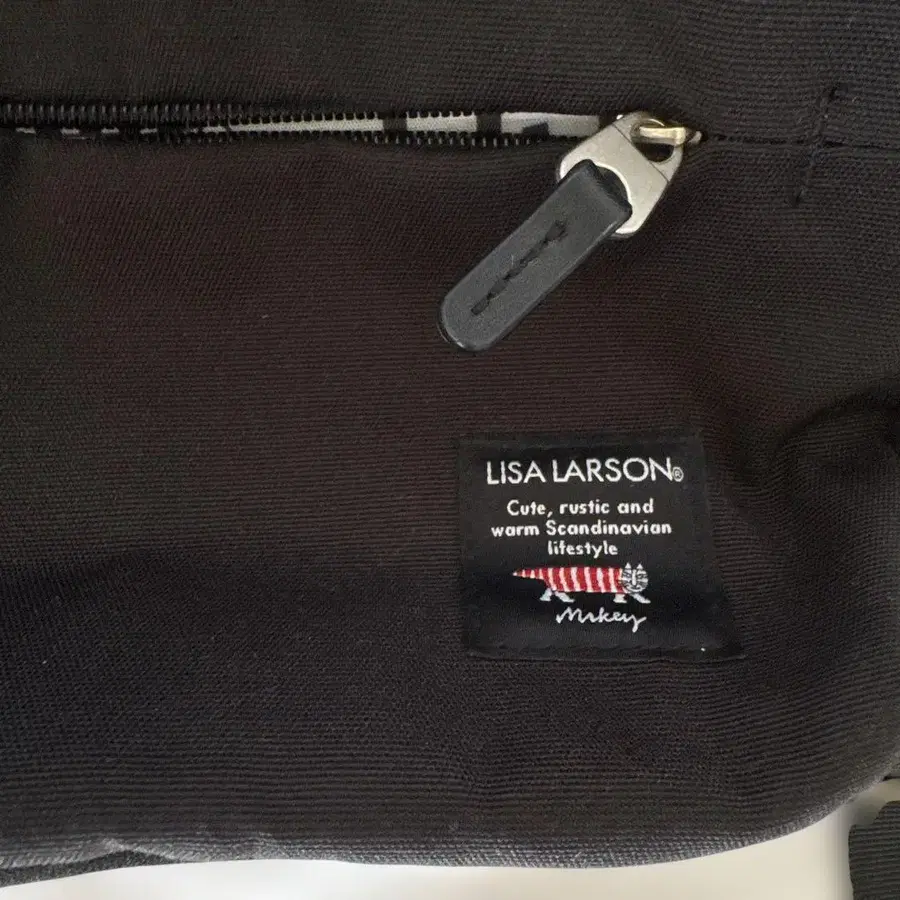 LISA LARSON®
Cute, rustic and
warm Scandinavian
lifestyle
Mikey